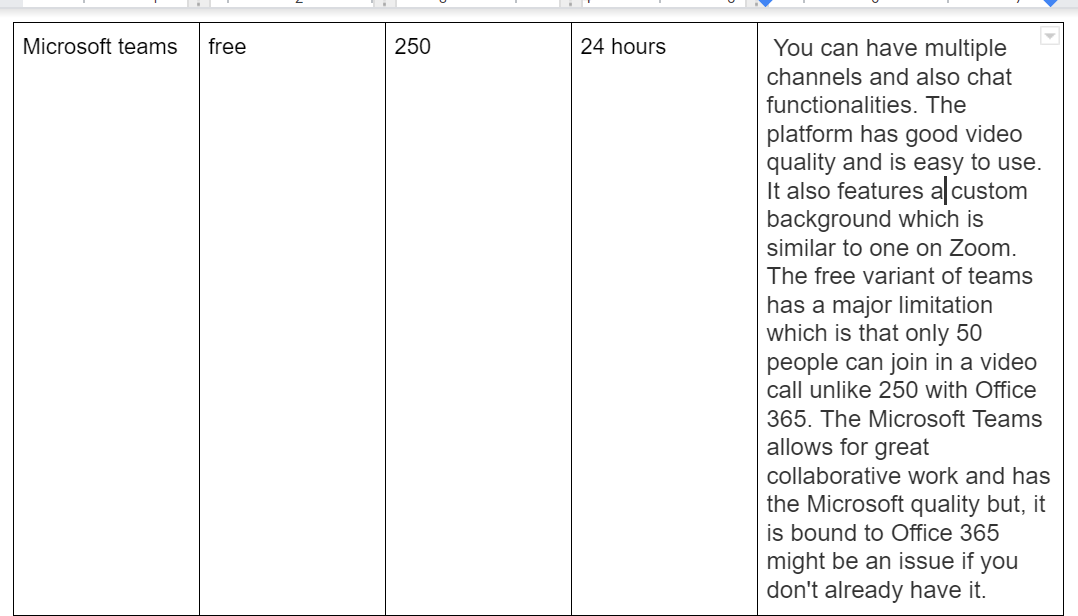 Microsoft teams
free
250
24 hours
You can have multiple
channels and also chat
functionalities. The
platform has good video
quality and is easy to use.
It also features a custom
background which is
similar to one on Zoom.
The free variant of teams
has a major limitation
which is that only 50
people can join in a video
call unlike 250 with Office
365. The Microsoft Teams
allows for great
collaborative work and has
the Microsoft quality but, it
is bound to Office 365
might be an issue if you
don't already have it.